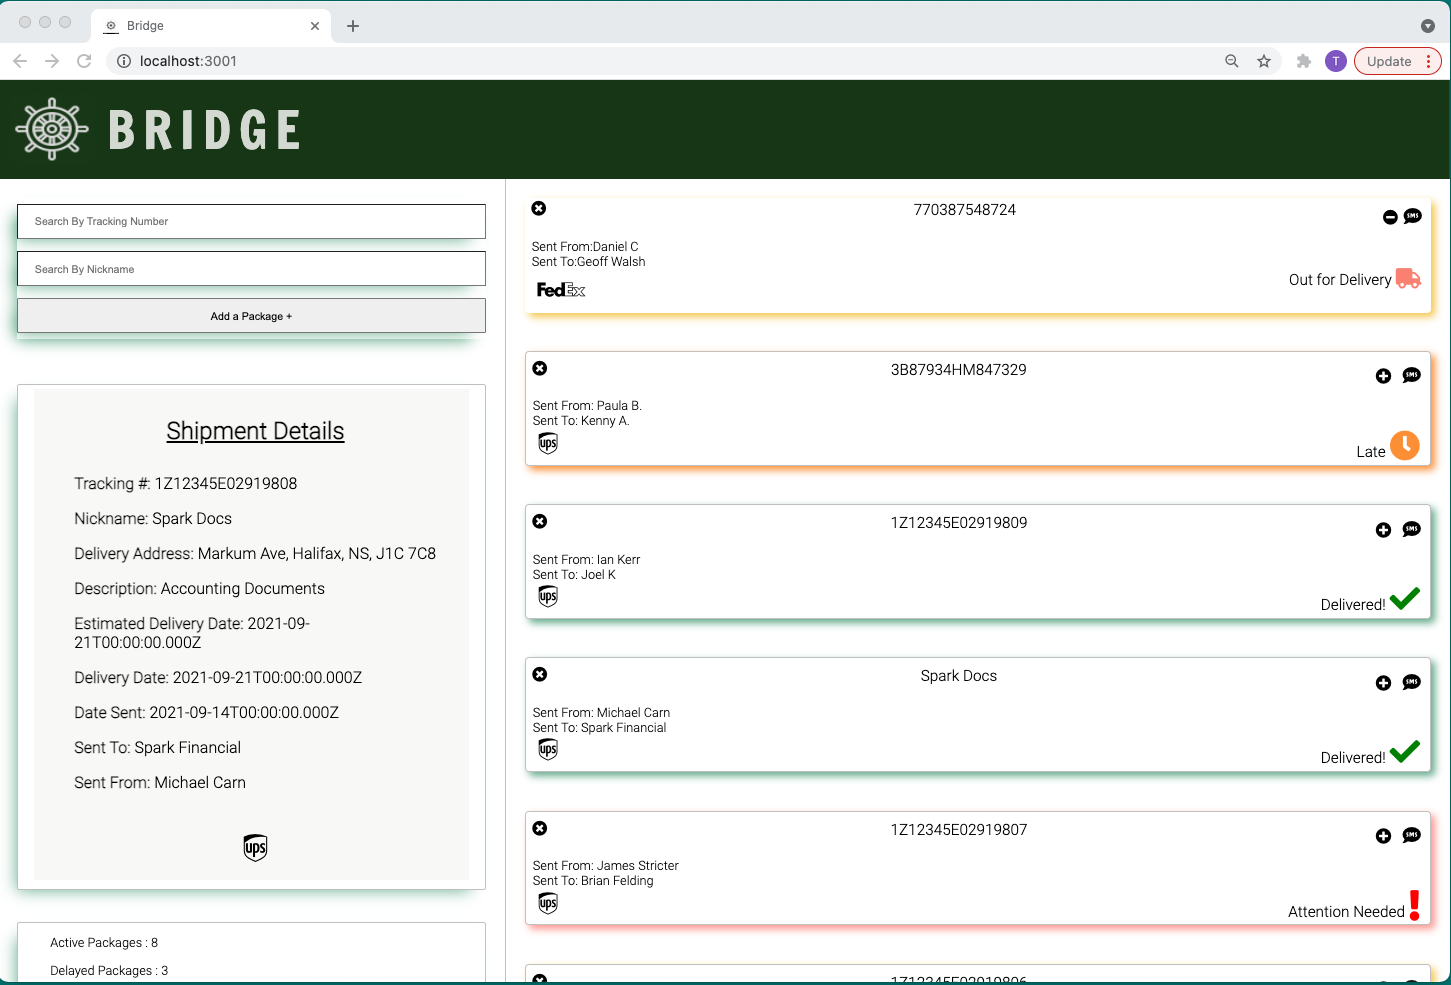 Bridge
localhost:3001
T
Update
BRIDGE
Search By Tracking Number
Search By Nickname
Add a Package +
Shipment Details
Tracking #: 1Z12345E02919808
Nickname: Spark Docs
Delivery Address: Markum Ave, Halifax, NS, J1C 7C8
Description: Accounting Documents
Estimated Delivery Date: 2021-09-
21T00:00:00.000Z
Delivery Date: 2021-09-21T00:00:00.000Z
Date Sent: 2021-09-14T00:00:00.000Z
Sent To: Spark Financial
Sent From: Michael Carn
ups
Active Packages : 8
Delayed Packages : 3
770387548724
SMS
Sent From:Daniel C
Sent To:Geoff Walsh
FedEx
Out for Delivery
3B87934HM847329
SMS
Sent From: Paula B.
Sent To: Kenny A.
ups
Late
1Z12345E02919809
SMS
Sent From: Ian Kerr
Sent To: Joel K
ups
Delivered!
Spark Docs
SMS
Sent From: Michael Carn
Sent To: Spark Financial
ups
Delivered!
1Z12345E02919807
SMS
Sent From: James Stricter
Sent To: Brian Felding
ups
Attention Needed
1Z12345E02919806